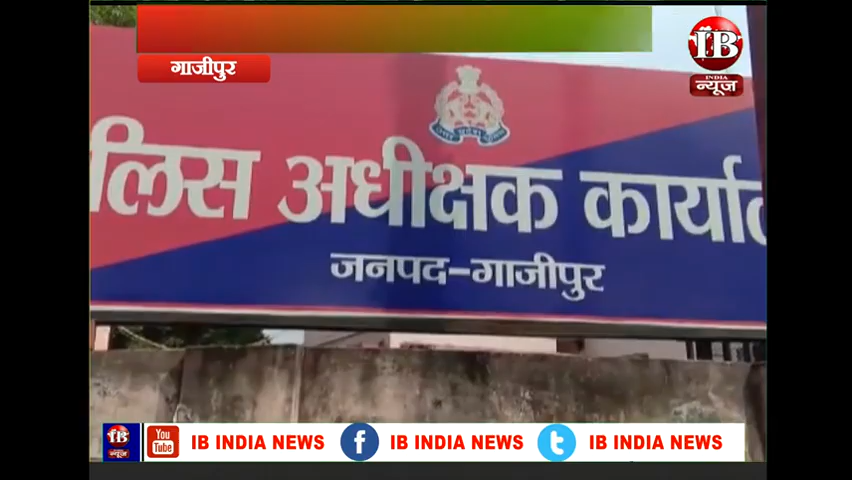 गाजीपुर
IB
INDIA
न्यूज
पुलिस अधीक्षक कार्याल
जनपद-गाजीपुर
IB
न्यूज
You Tube IB INDIA NEWS IB INDIA NEWS IB INDIA NEWS